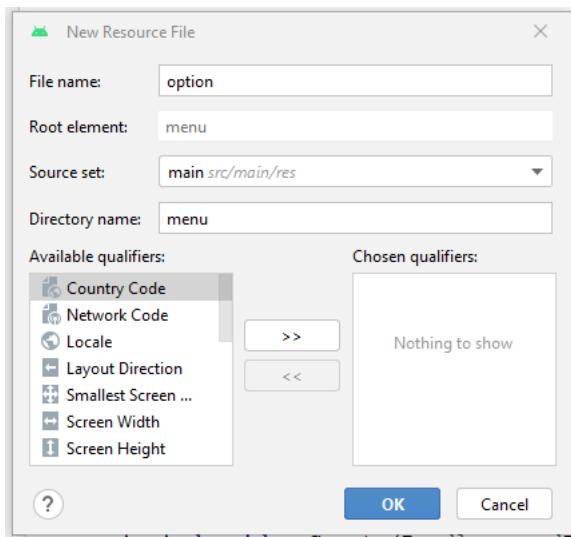 New Resource File
File name: option
Root element: menu
Source set: main src/main/res
Directory name: menu
Available qualifiers: Chosen qualifiers:
Country Code
Network Code
Locale
Layout Direction
Smallest Screen ...
Screen Width
Screen Height
>>
<<
Nothing to show
? OK Cancel